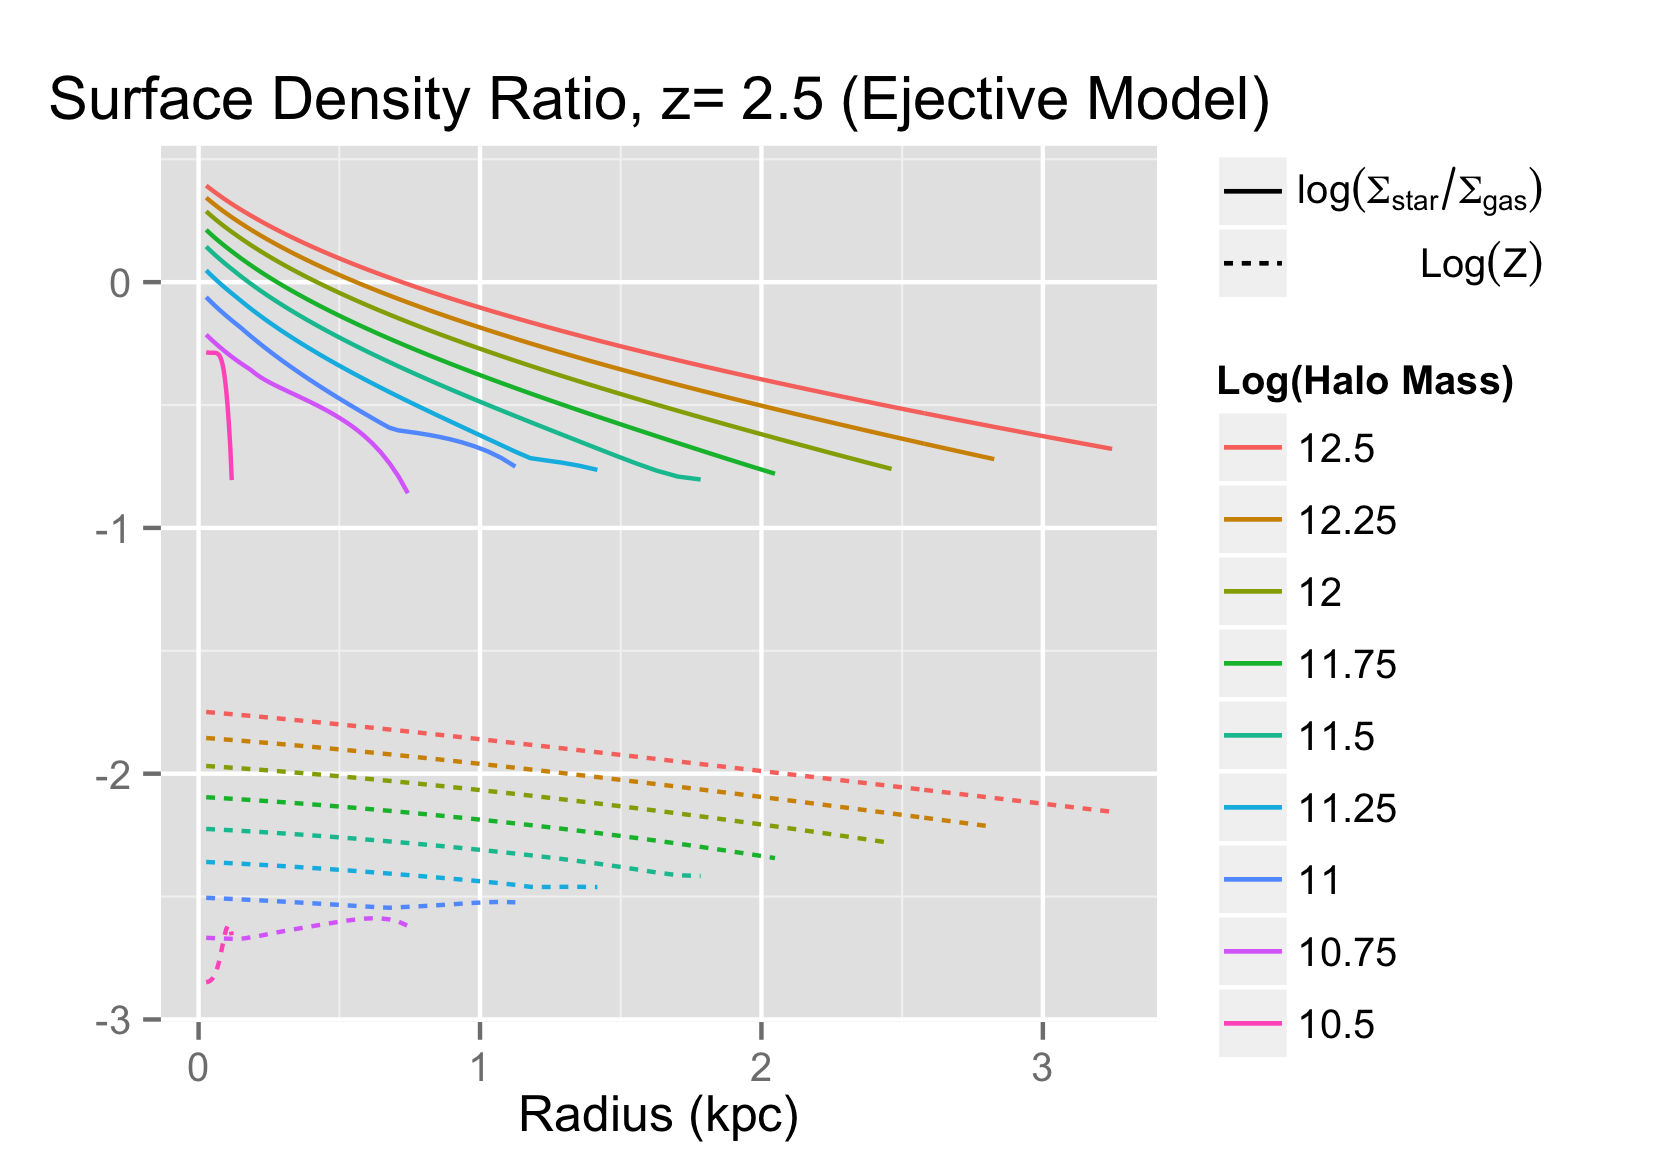 Surface Density Ratio, z= 2.5 (Ejective Model)
0
-1
-2
-3
0 1 2 3
Radius (kpc)
log(Σstar/Σgas)
Log(Z)
Log(Halo Mass)
12.5
12.25
12
11.75
11.5
11.25
11
10.75
10.5